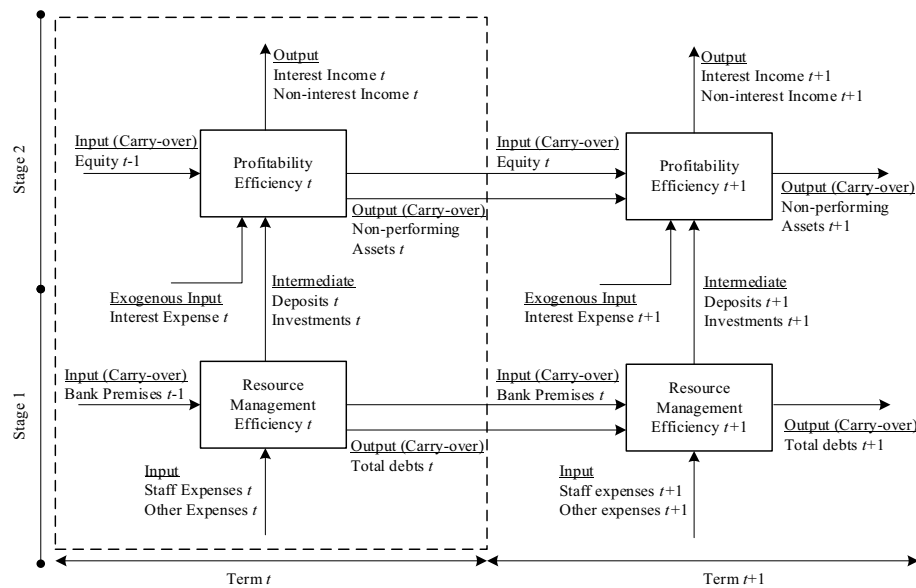 Stage 2
Stage 1
Output
Interest Income t
Non-interest Income t
Input (Carry-over)
Equity t-1
Profitability
Efficiency t
Output (Carry-over)
Non-performing
Assets t
Exogenous Input
Interest Expense t
Intermediate
Deposits t
Investments t
Input (Carry-over)
Bank Premises t-1
Resource
Management
Efficiency t
Output (Carry-over)
Total debts t
Input
Staff Expenses t
Other Expenses t
Term t
Output
Interest Income t+1
Non-interest Income t+1
Input (Carry-over)
Equity t
Profitability
Efficiency t+1
Output (Carry-over)
Non-performing
Assets t+1
Exogenous Input
Interest Expense t+1
Intermediate
Deposits t+1
Investments t+1
Input (Carry-over)
Bank Premises t
Resource
Management
Efficiency t+1
Output (Carry-over)
Total debts t+1
Input
Staff expenses t+1
Other expenses t+1
Term t+1